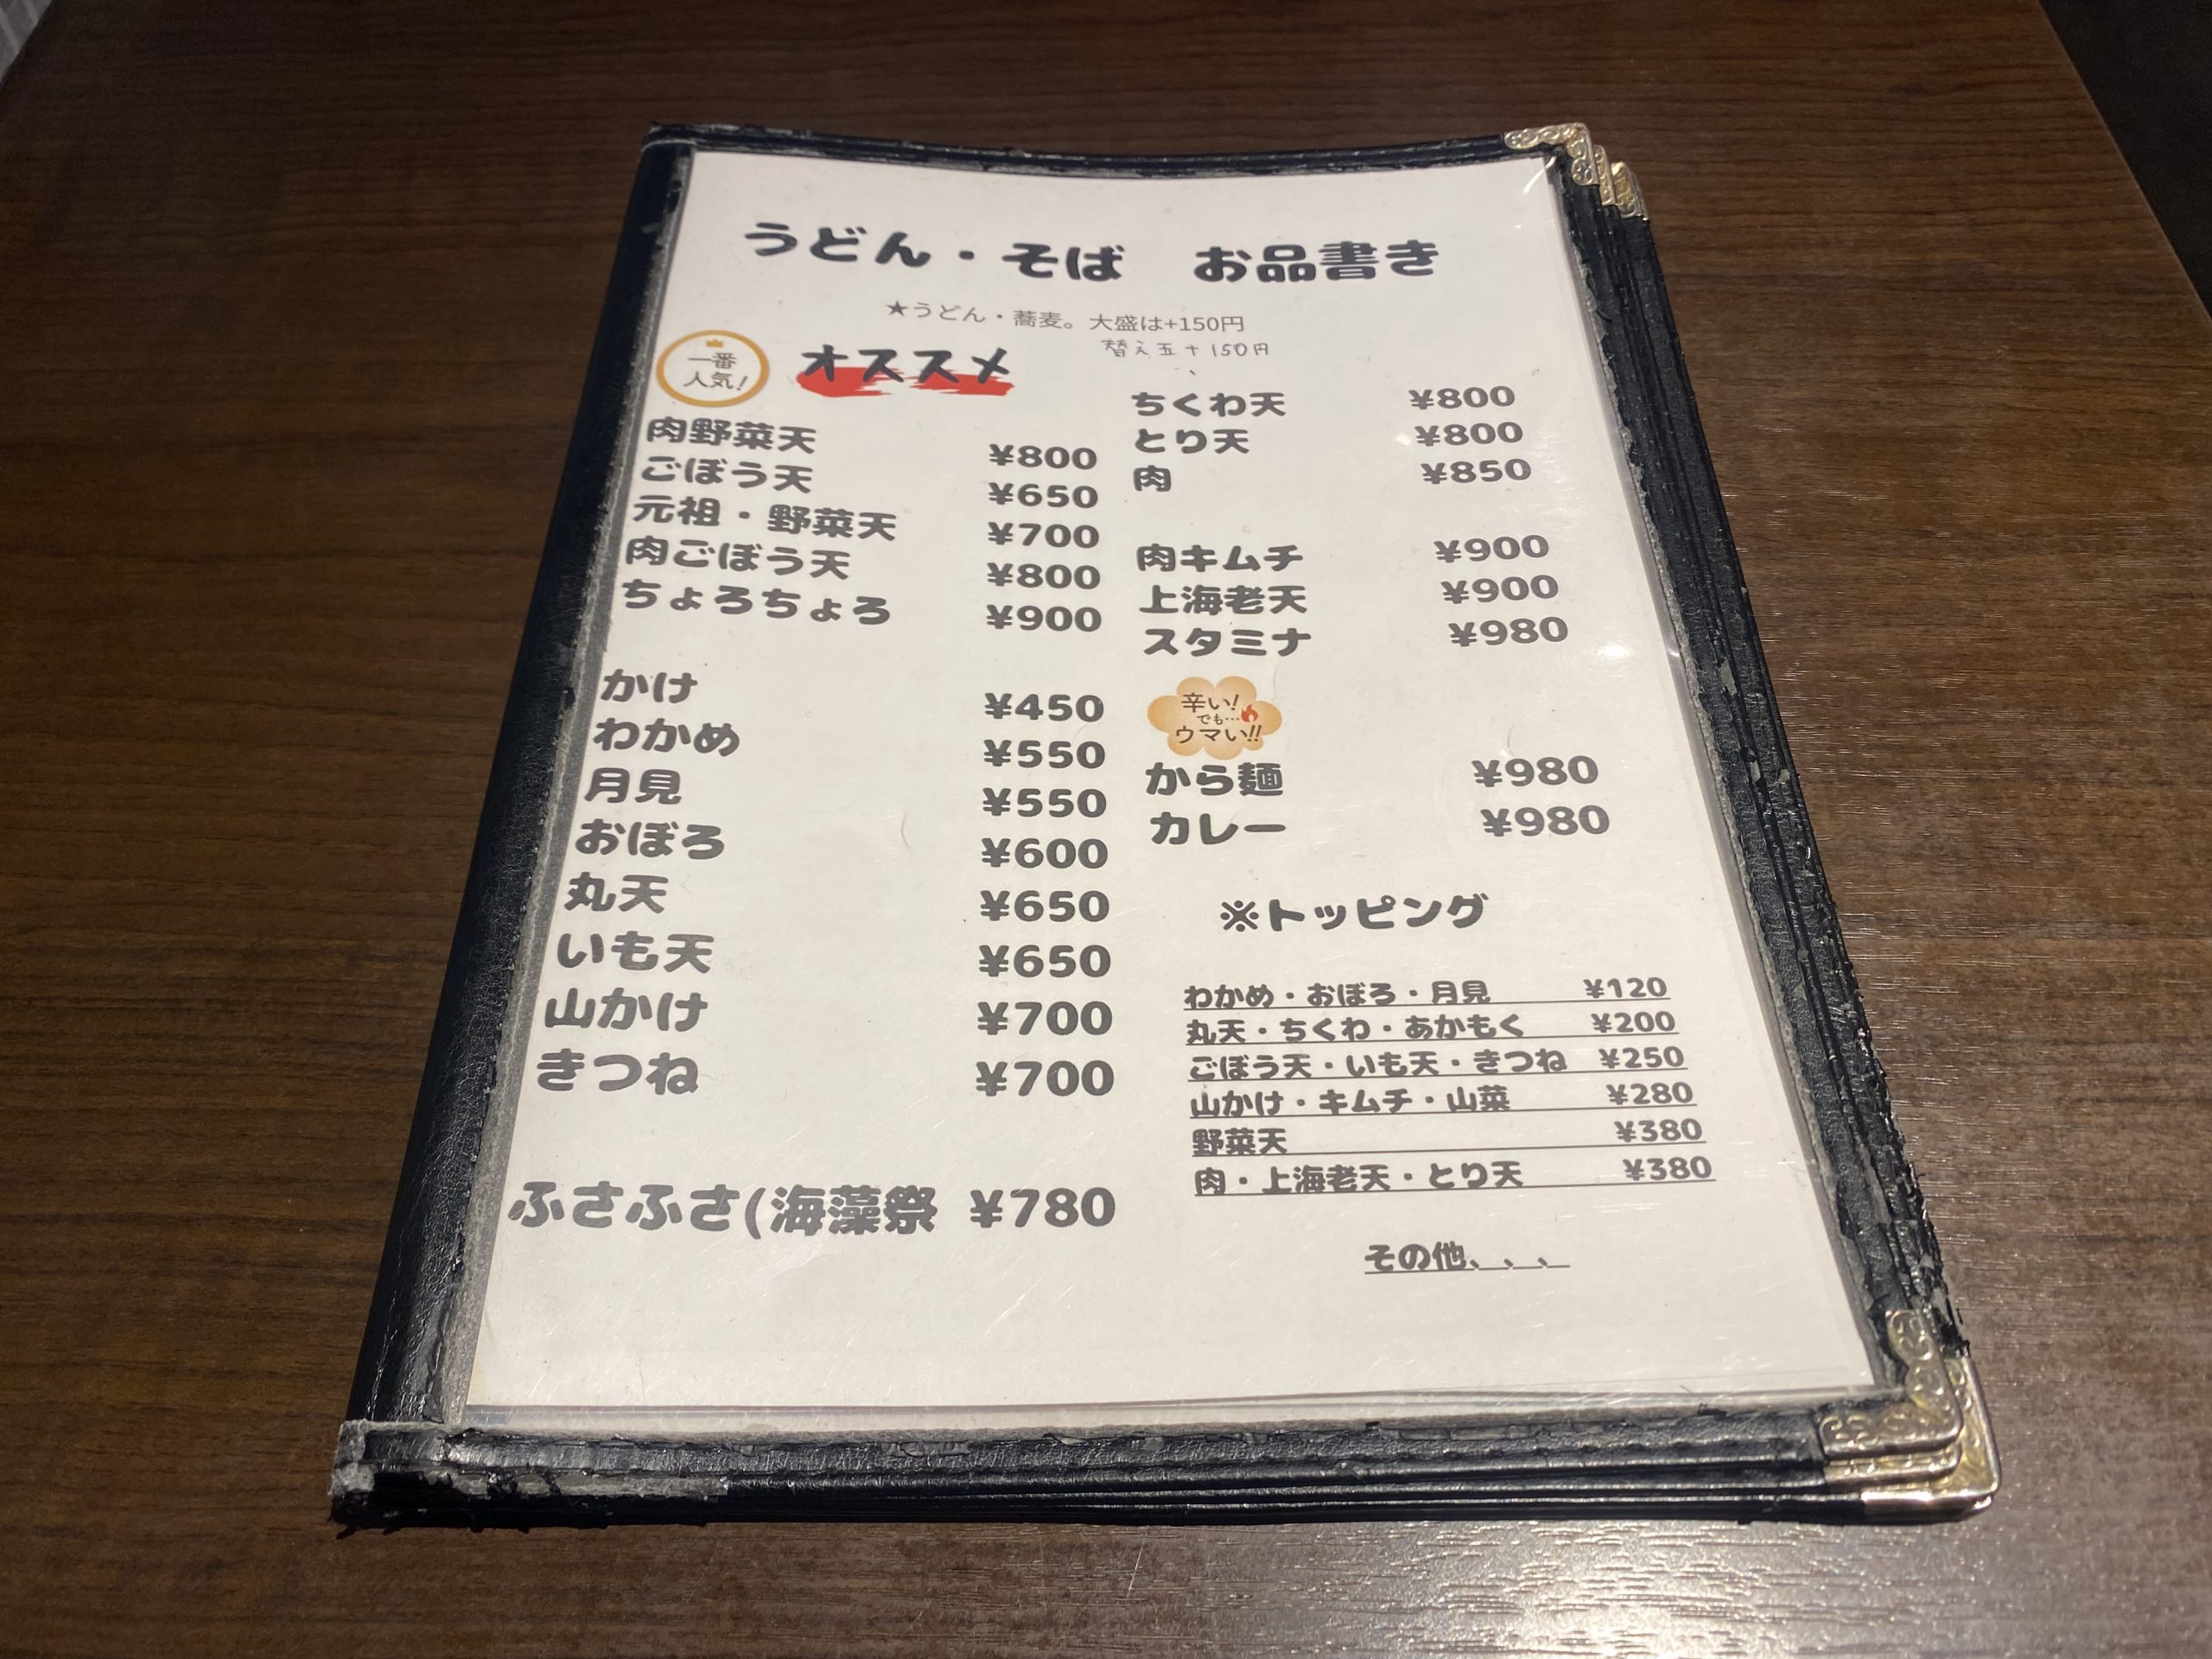 うどん・そば　お品書き
★うどん・蕎麦。大盛は+150円
替え玉+150円
一番
人気!
オススメ
肉野菜天 ¥800
ごぼう天 ¥650
元祖・野菜天 ¥700
肉ごぼう天 ¥800
ちょろちょろ ¥900
かけ ¥450
わかめ ¥550
月見 ¥550
おぼろ ¥600
丸天 ¥650
いも天 ¥650
山かけ ¥700
きつね ¥700
ふさふさ(海藻祭 ¥780
ちくわ天 ¥800
とり天 ¥800
肉 ¥850
肉キムチ ¥900
上海老天 ¥900
スタミナ ¥980
辛い!
でも…
ウマい!!
から麺 ¥980
カレー ¥980
※トッピング
わかめ・おぼろ・月見 ¥120
丸天・ちくわ・あかもく ¥200
ごぼう天・いも天・きつね ¥250
山かけ・キムチ・山菜 ¥280
野菜天 ¥380
肉・上海老天・とり天 ¥380
その他、、、